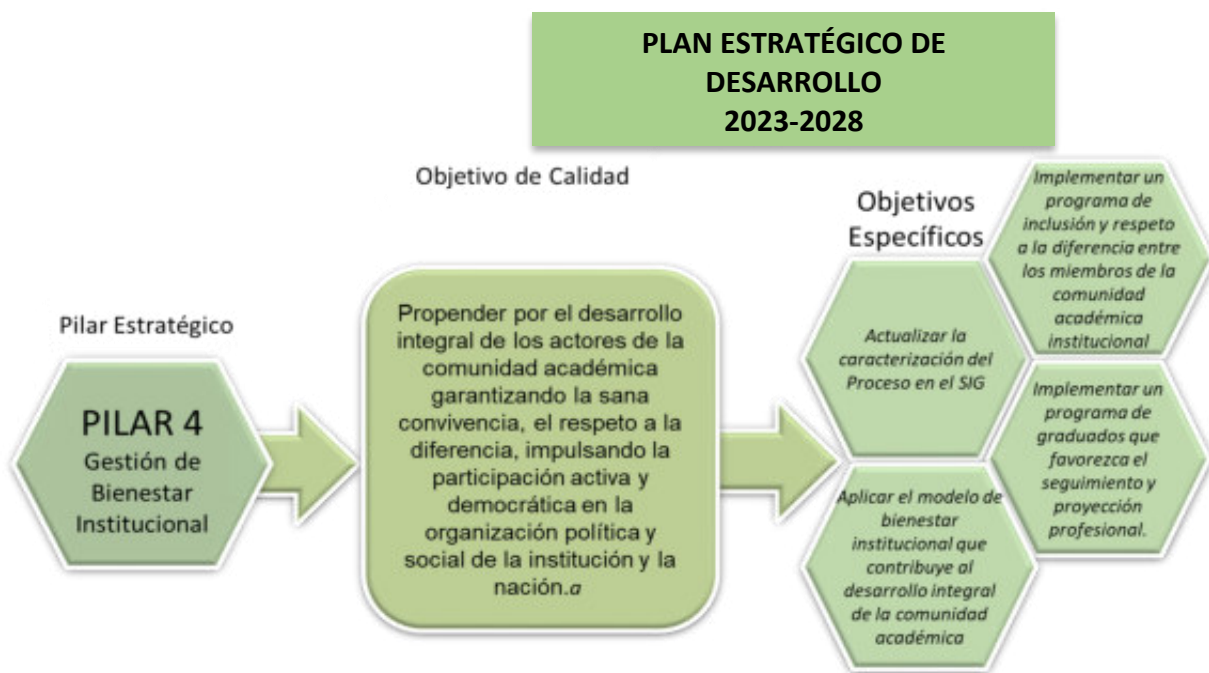 PLAN ESTRATÉGICO DE
DESARROLLO
2023-2028
Objetivo de Calidad
Objetivos
Específicos
Pilar Estratégico
PILAR 4
Gestión de
Bienestar
Institucional
Propender por el desarrollo
integral de los actores de la
comunidad académica
garantizando la sana
convivencia, el respeto a la
diferencia, impulsando la
participación activa y
democrática en la
organización política y
social de la institución y la
nación.a
Implementar un
programa de
inclusión y respeto
a la diferencia entre
los miembros de la
comunidad
académica
institucional
Actualizar la
caracterización del
Proceso en el SIG
Implementar un
programa de
graduados que
favorezca el
seguimiento y
proyección
profesional.
Aplicar el modelo de
bienestar
institucional que
contribuye al
desarrollo integral
de la comunidad
académica